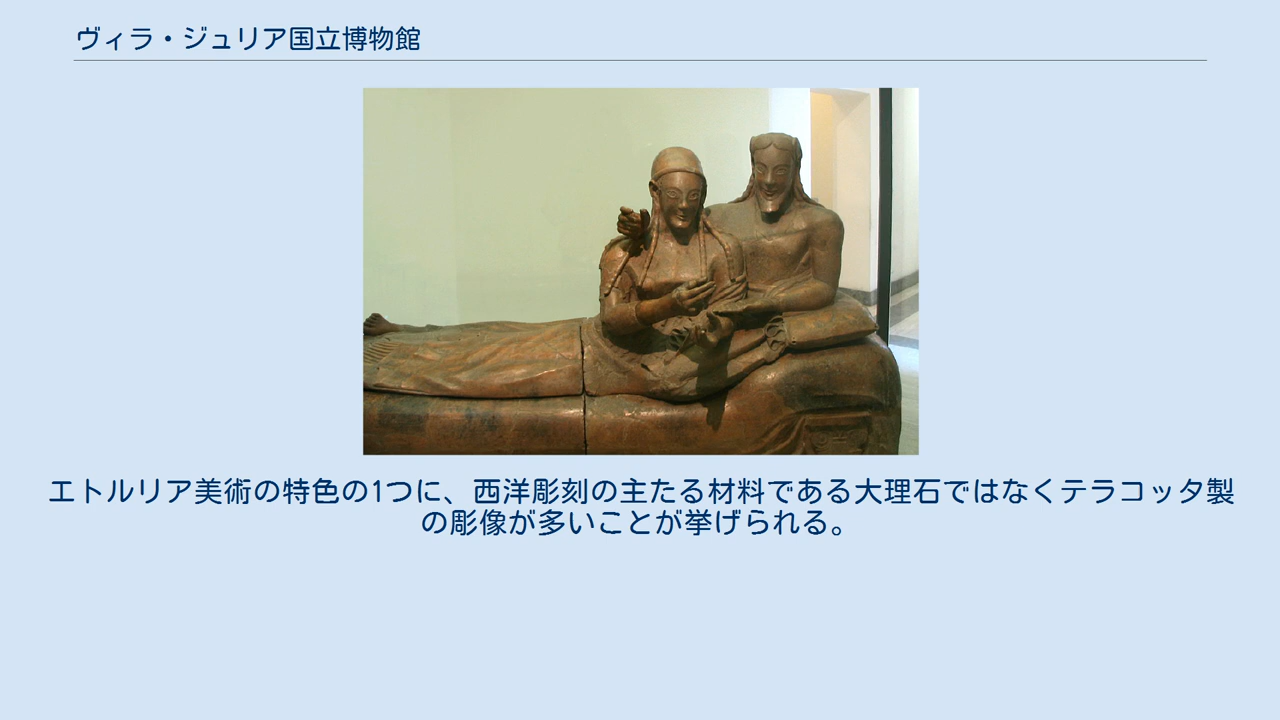 ヴィラ・ジュリア国立博物館
エトルリア美術の特色の1つに、西洋彫刻の主たる材料である大理石ではなくテラコッタ製
の彫像が多いことが挙げられる。